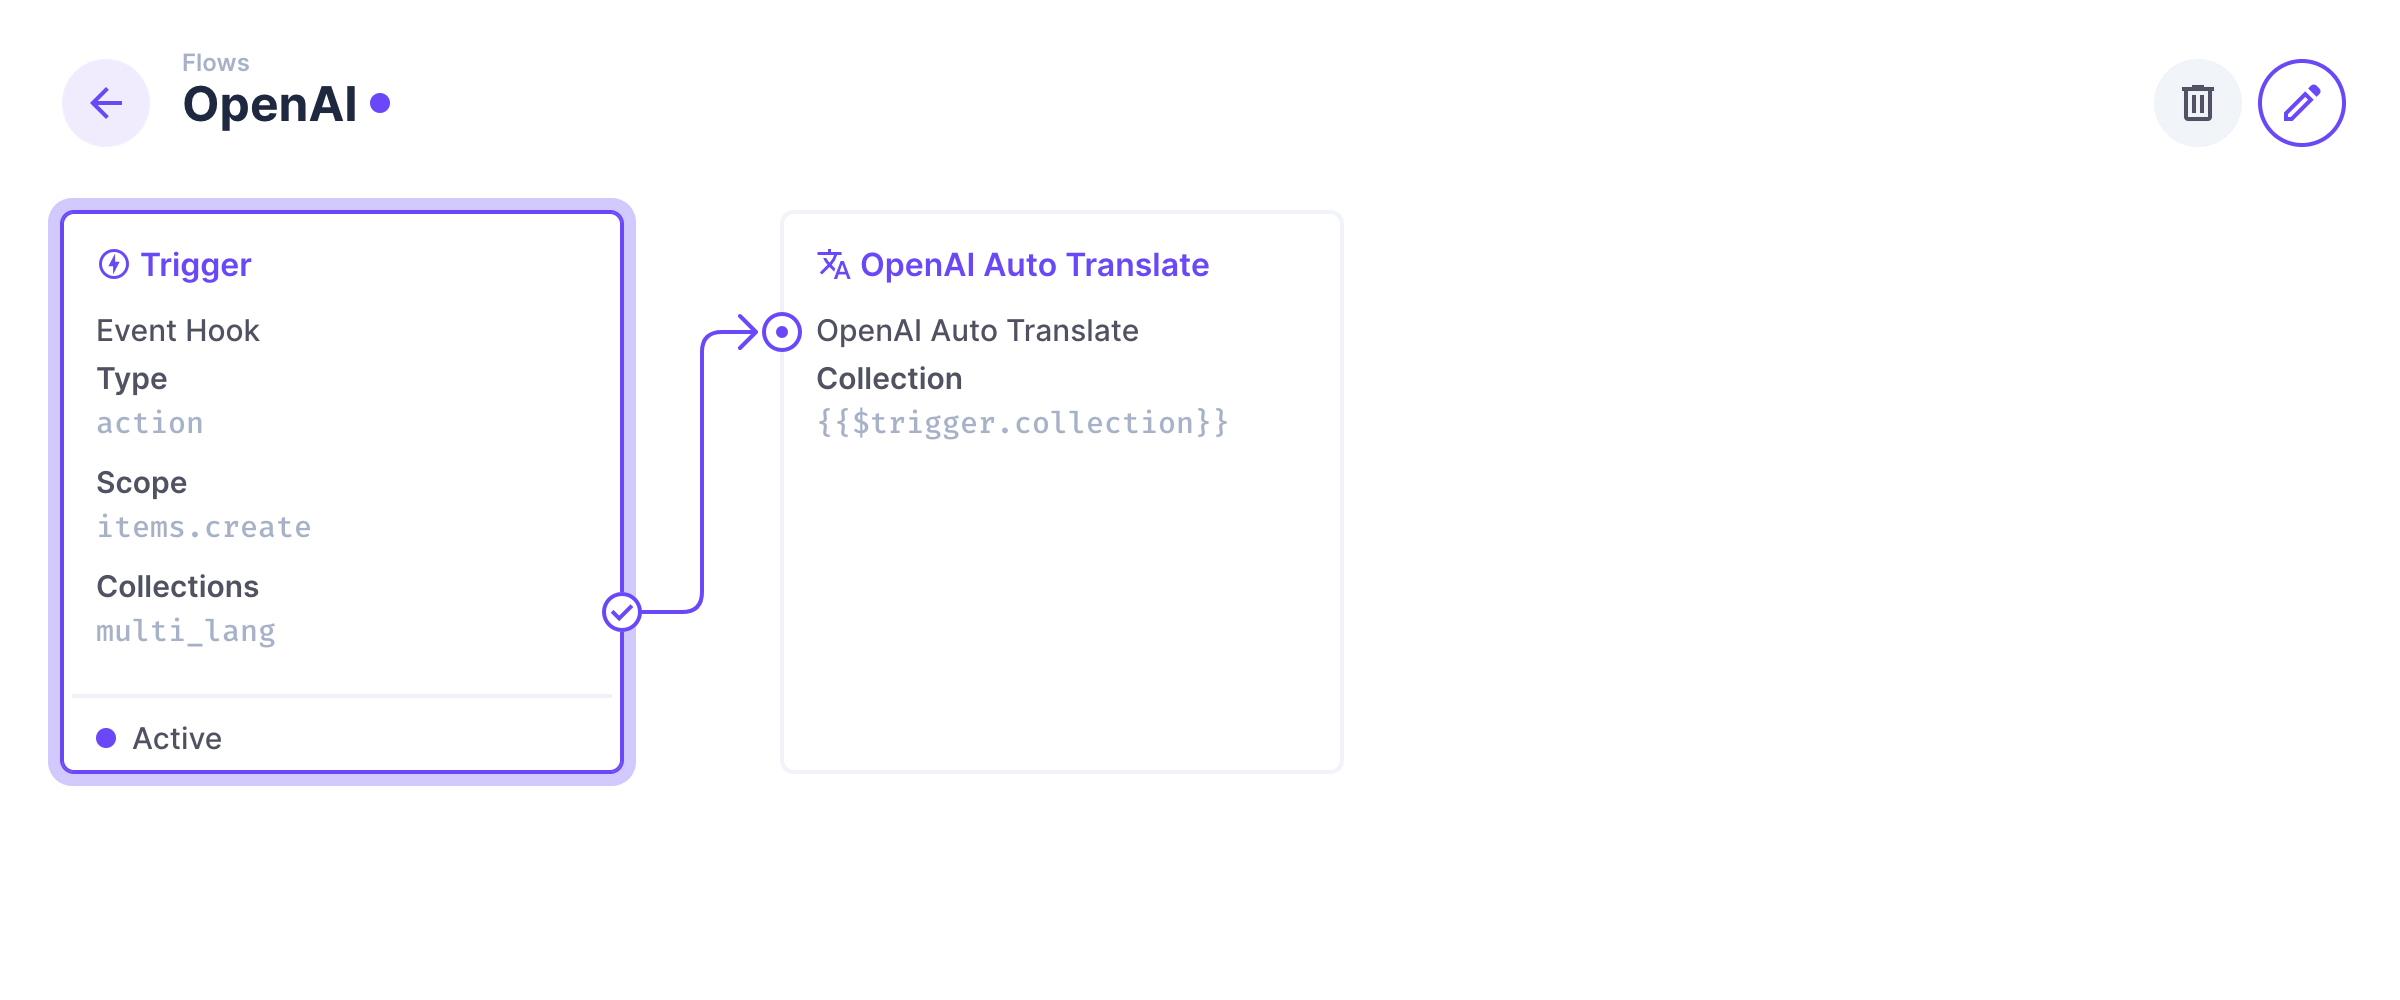 Flows
OpenAI
Trigger
Event Hook
Type
action
Scope
items.create
Collections
multi_lang
Active
OpenAI Auto Translate
OpenAI Auto Translate
Collection
{{$trigger.collection}}